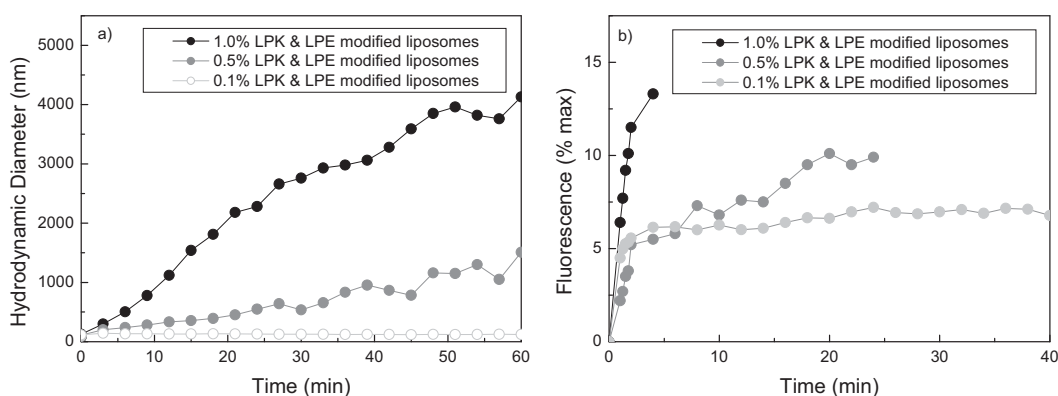 a)
1.0% LPK & LPE modified liposomes
0.5% LPK & LPE modified liposomes
0.1% LPK & LPE modified liposomes
Hydrodynamic Diameter (nm)
5000
4000
3000
2000
1000
0
0 10 20 30 40 50 60
Time (min)
b)
1.0% LPK & LPE modified liposomes
0.5% LPK & LPE modified liposomes
0.1% LPK & LPE modified liposomes
Fluorescence (% max)
15
10
5
0
0 10 20 30 40
Time (min)